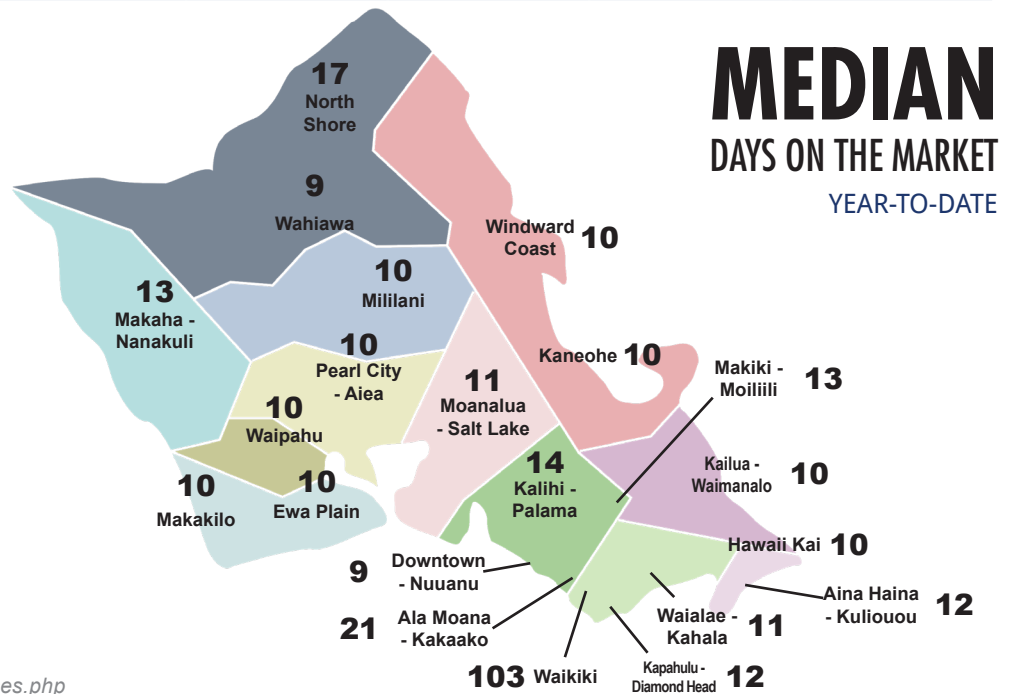 MEDIAN
DAYS ON THE MARKET
YEAR-TO-DATE
17
North
Shore
9
Wahiawa
Windward
Coast 10
10
Mililani
13
Makaha -
Nanakuli
10
Pearl City
- Aiea
Kaneohe 10
11
Moanalua
- Salt Lake
Makiki -
Moiliili 13
10
Waipahu
14
Kalihi -
Palama
Kailua -
Waimanalo 10
10
Makakilo
10
Ewa Plain
Hawaii Kai 10
9 Downtown
- Nuuanu
Aina Haina
- Kuliouou 12
21 Ala Moana
- Kakaako
Waialae -
Kahala 11
103 Waikiki
Kapahulu -
Diamond Head 12
es.php